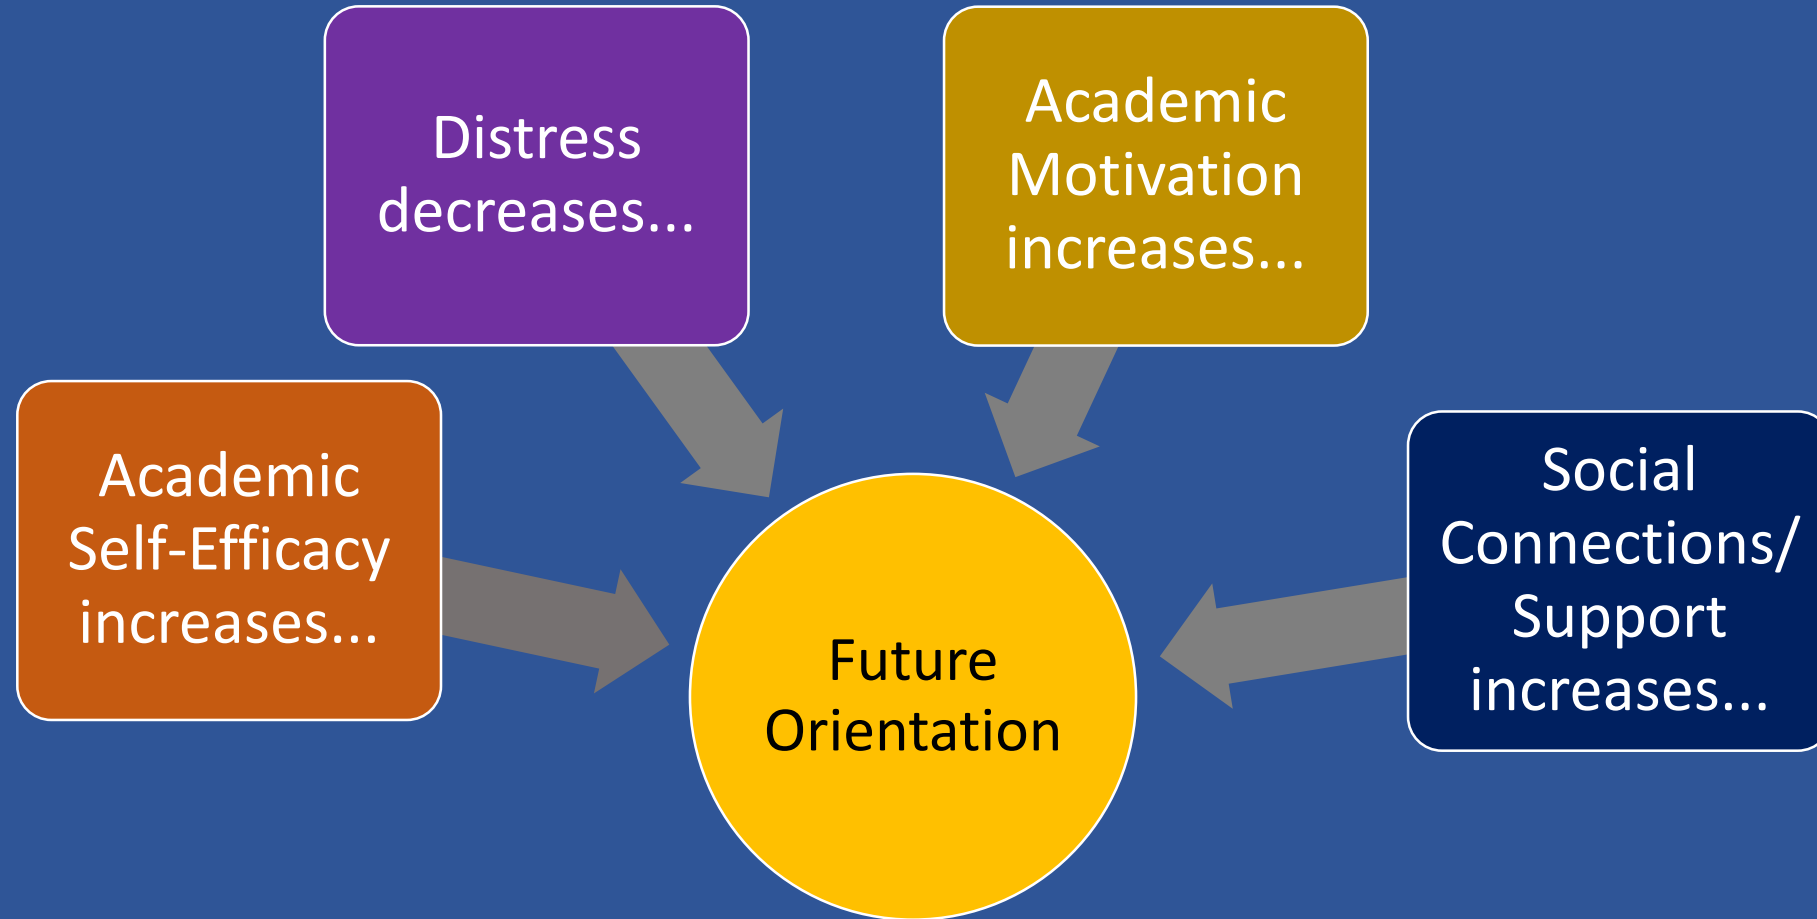 Distress
decreases...
Academic
Motivation
increases...
Academic
Self-Efficacy
increases...
Social
Connections/
Support
increases...
Future
Orientation